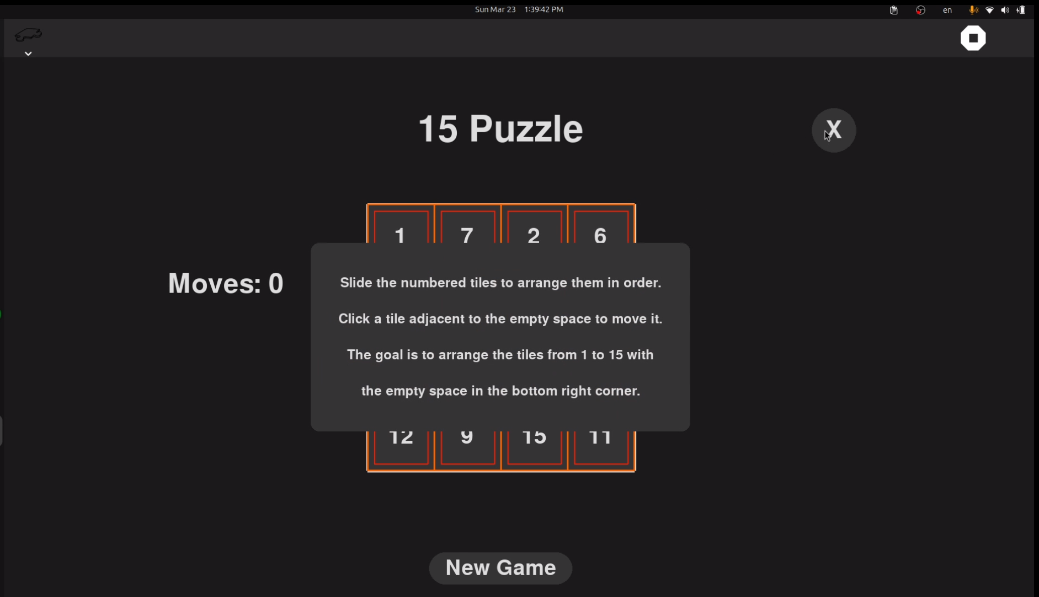 Sun Mar 23 1:39:42 PM
en
15 Puzzle
X
1 7 2 6
Moves: 0
Slide the numbered tiles to arrange them in order.
Click a tile adjacent to the empty space to move it.
The goal is to arrange the tiles from 1 to 15 with
the empty space in the bottom right corner.
12 9 15 11
New Game